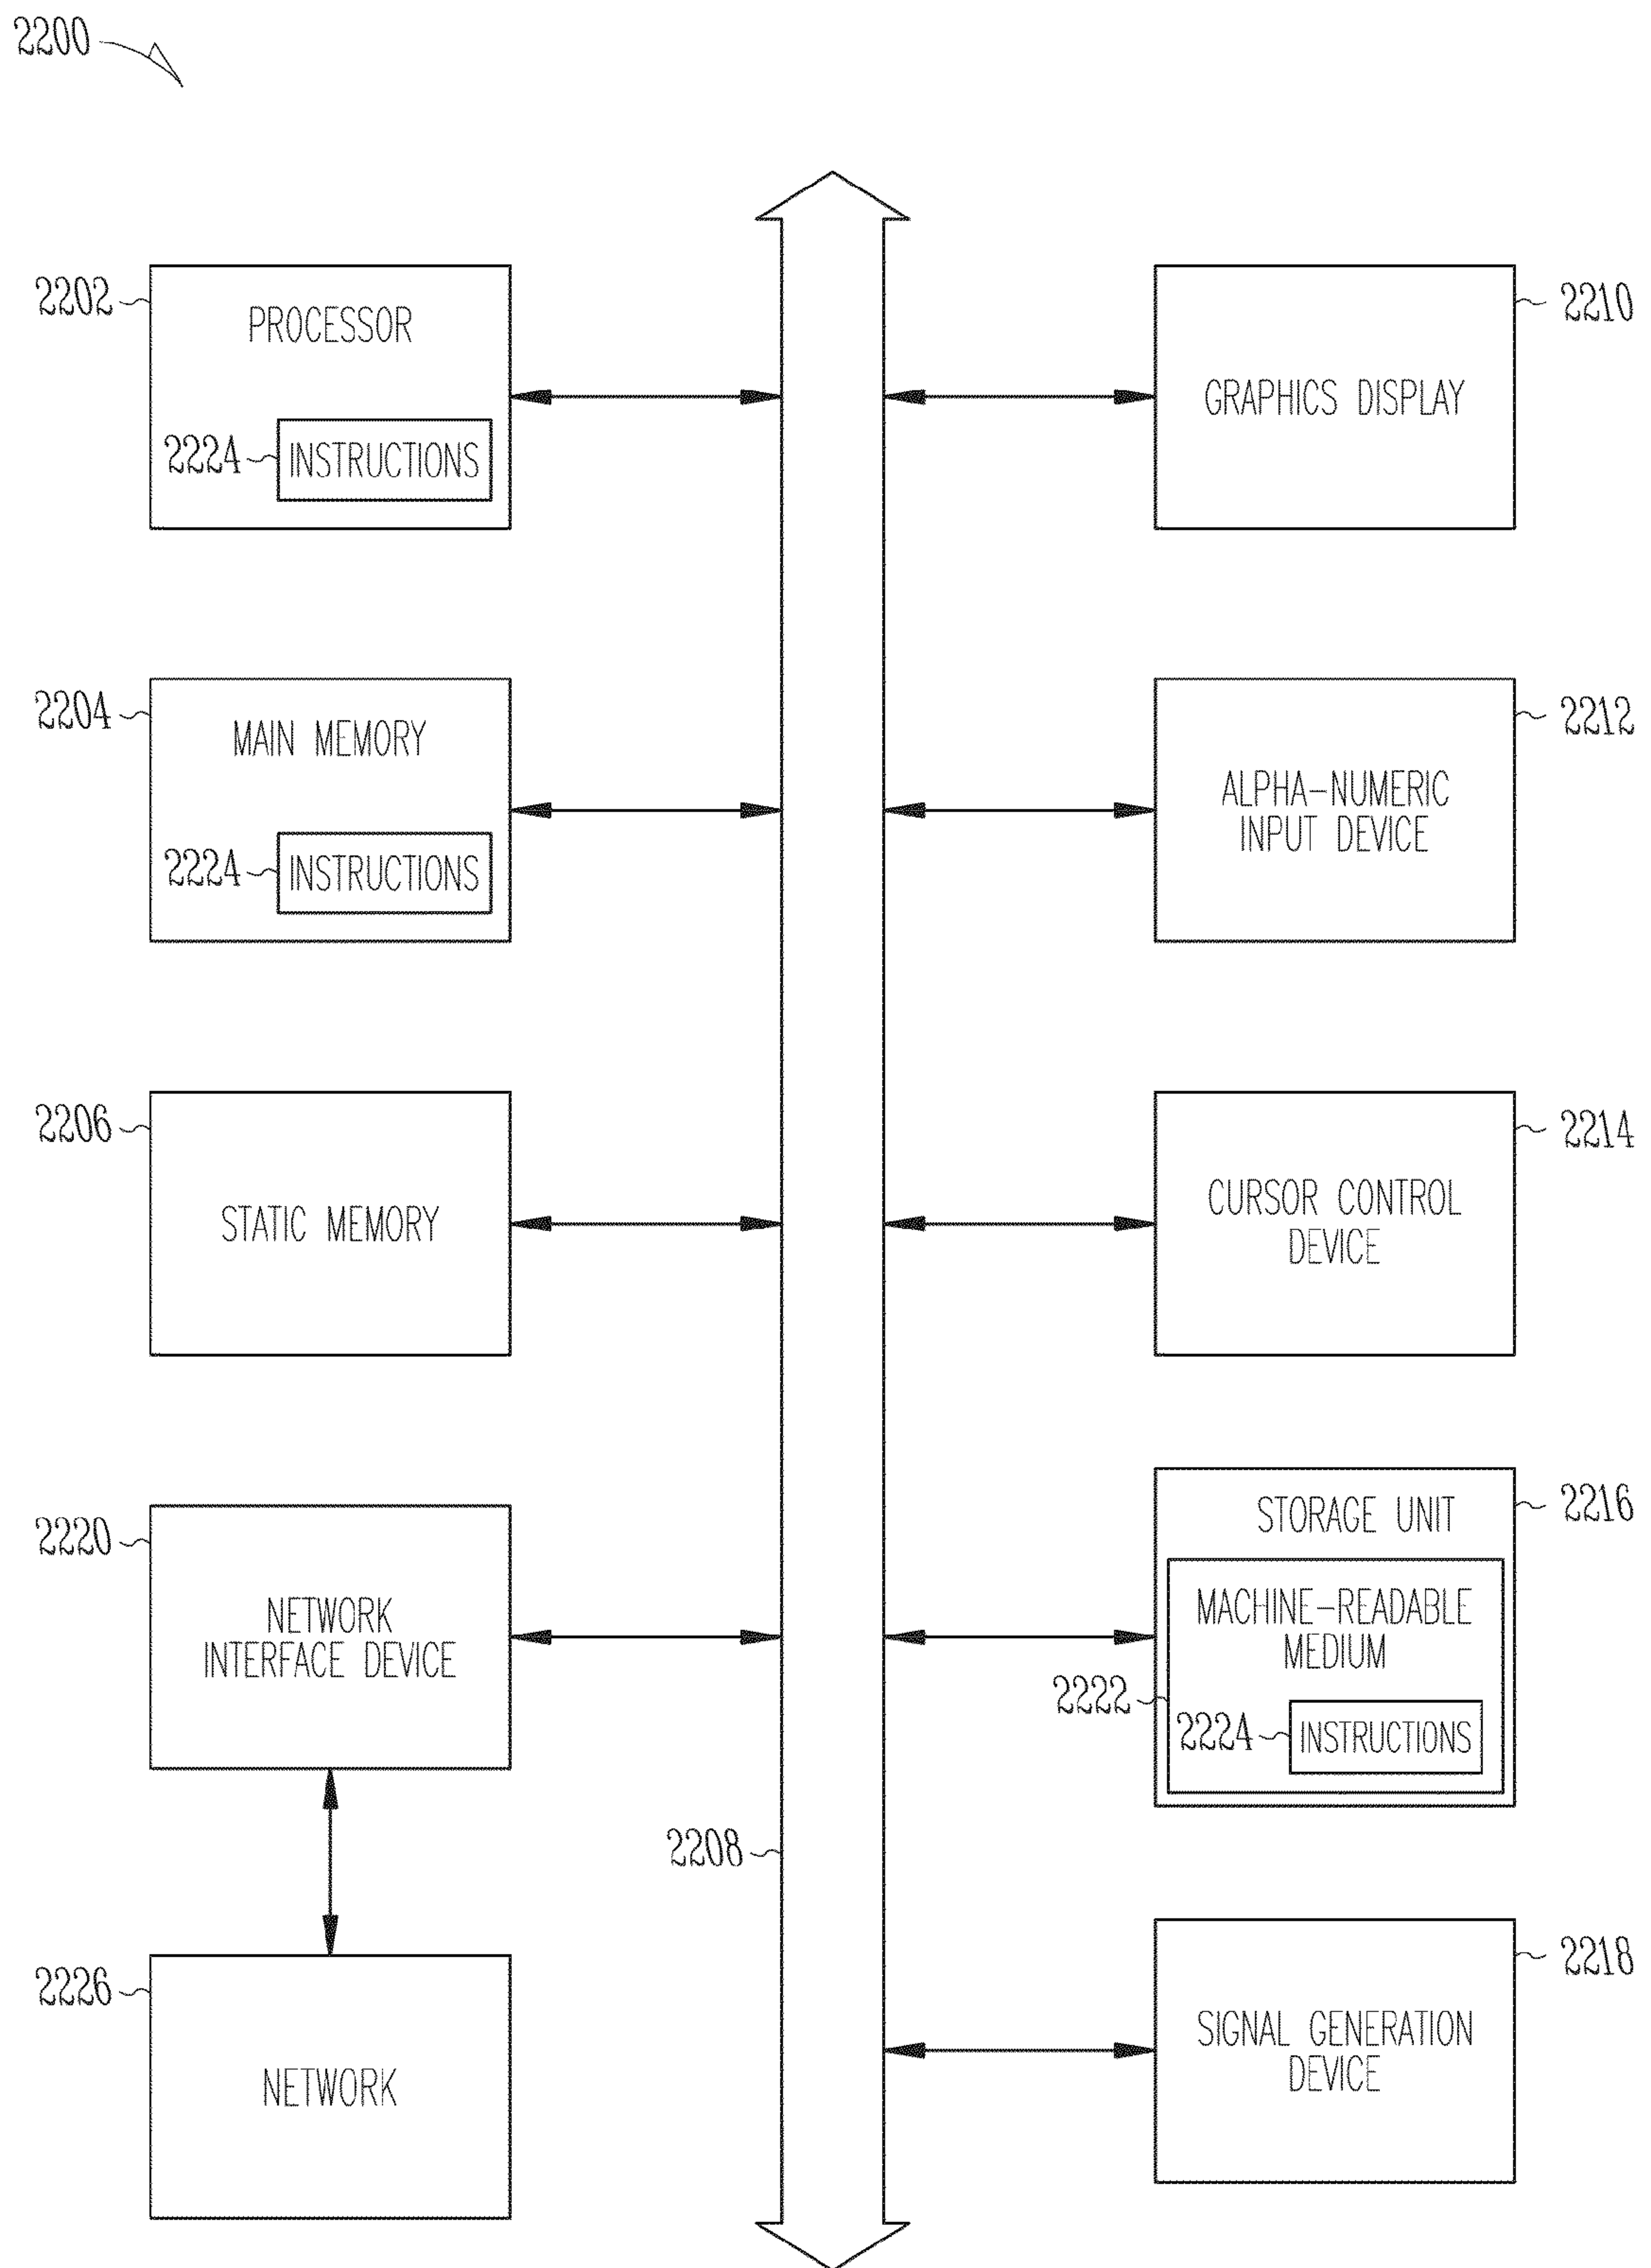 2200
2202
PROCESSOR
2224
INSTRUCTIONS
2204
MAIN MEMORY
2224
INSTRUCTIONS
2206
STATIC MEMORY
2220
NETWORK
INTERFACE DEVICE
2226
NETWORK
2208
2210
GRAPHICS DISPLAY
2212
ALPHA-NUMERIC
INPUT DEVICE
2214
CURSOR CONTROL
DEVICE
2216
STORAGE UNIT
MACHINE-READABLE
MEDIUM
2222
2224
INSTRUCTIONS
2218
SIGNAL GENERATION
DEVICE